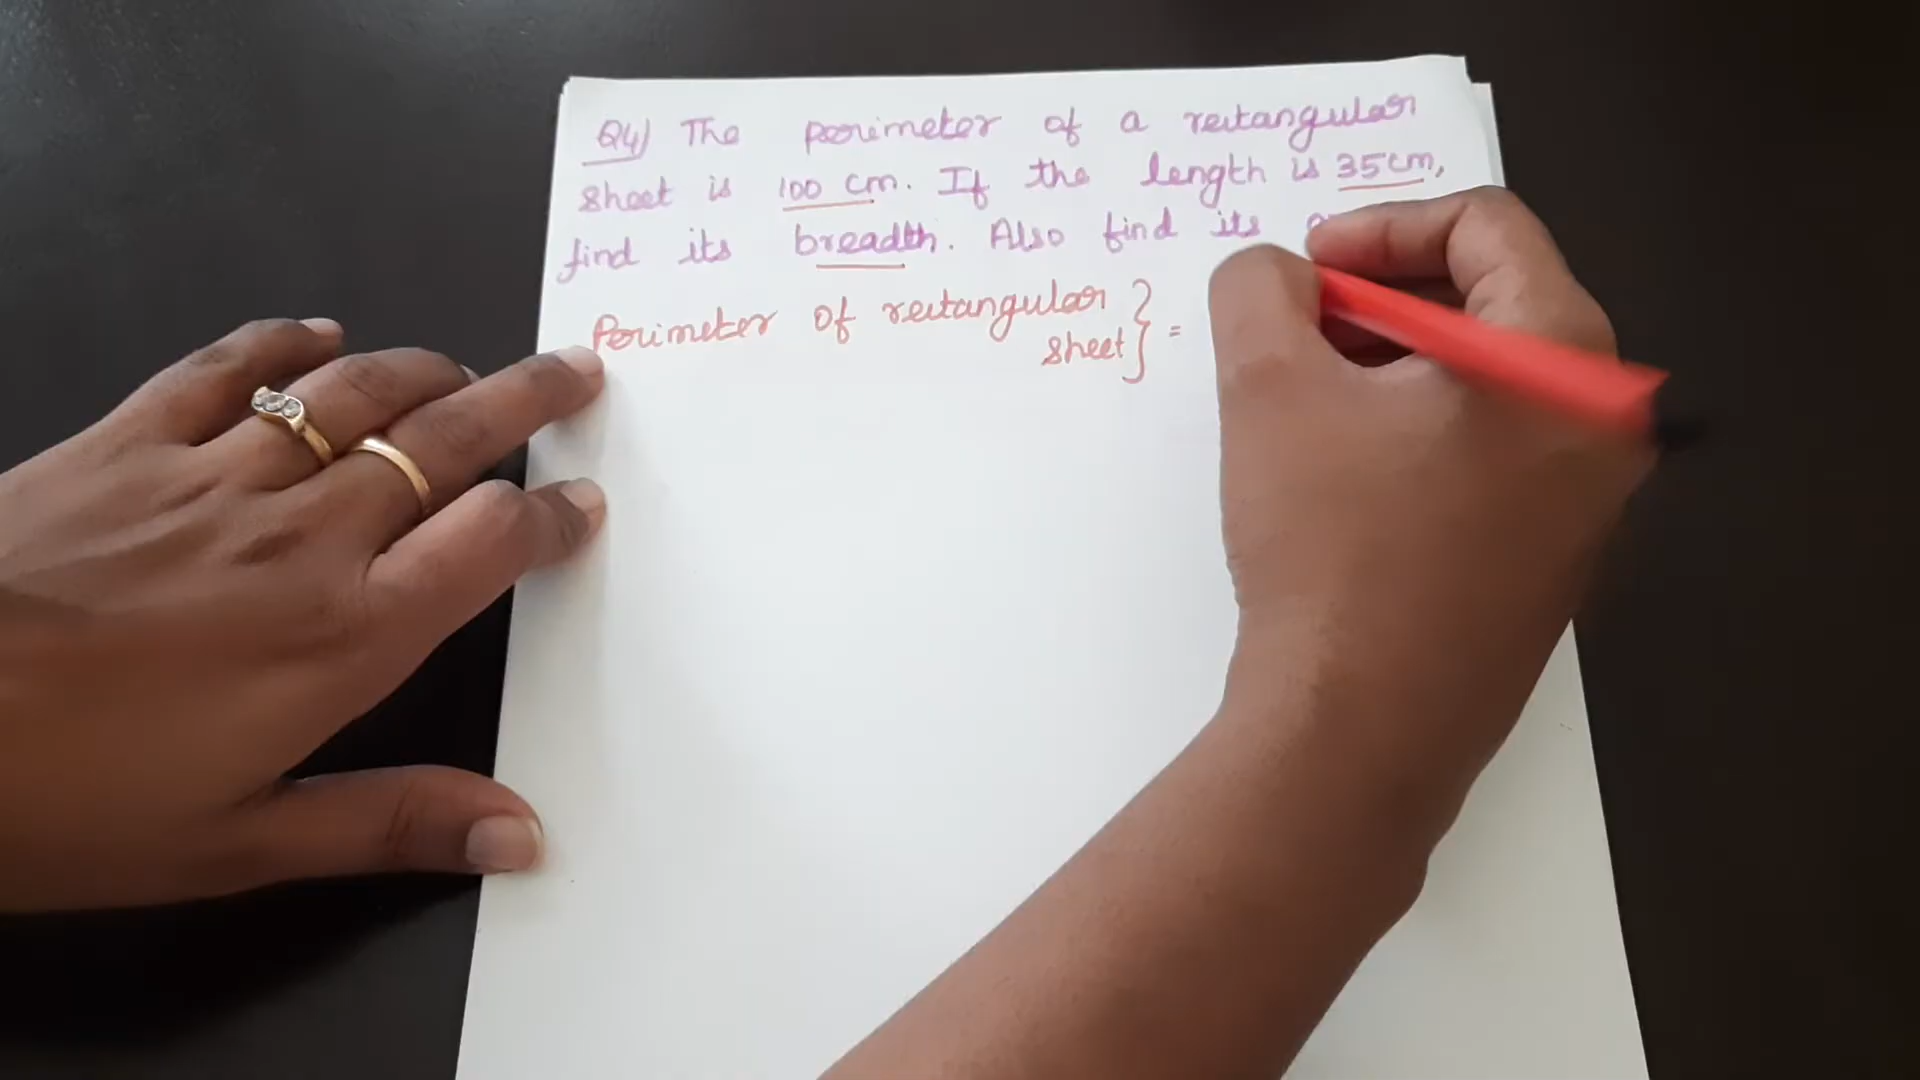 Q4) The perimeter of a rectangular
sheet is 100 cm. If the length is 35cm,
find its breadth. Also find its
Perimeter of rectangular
sheet} =